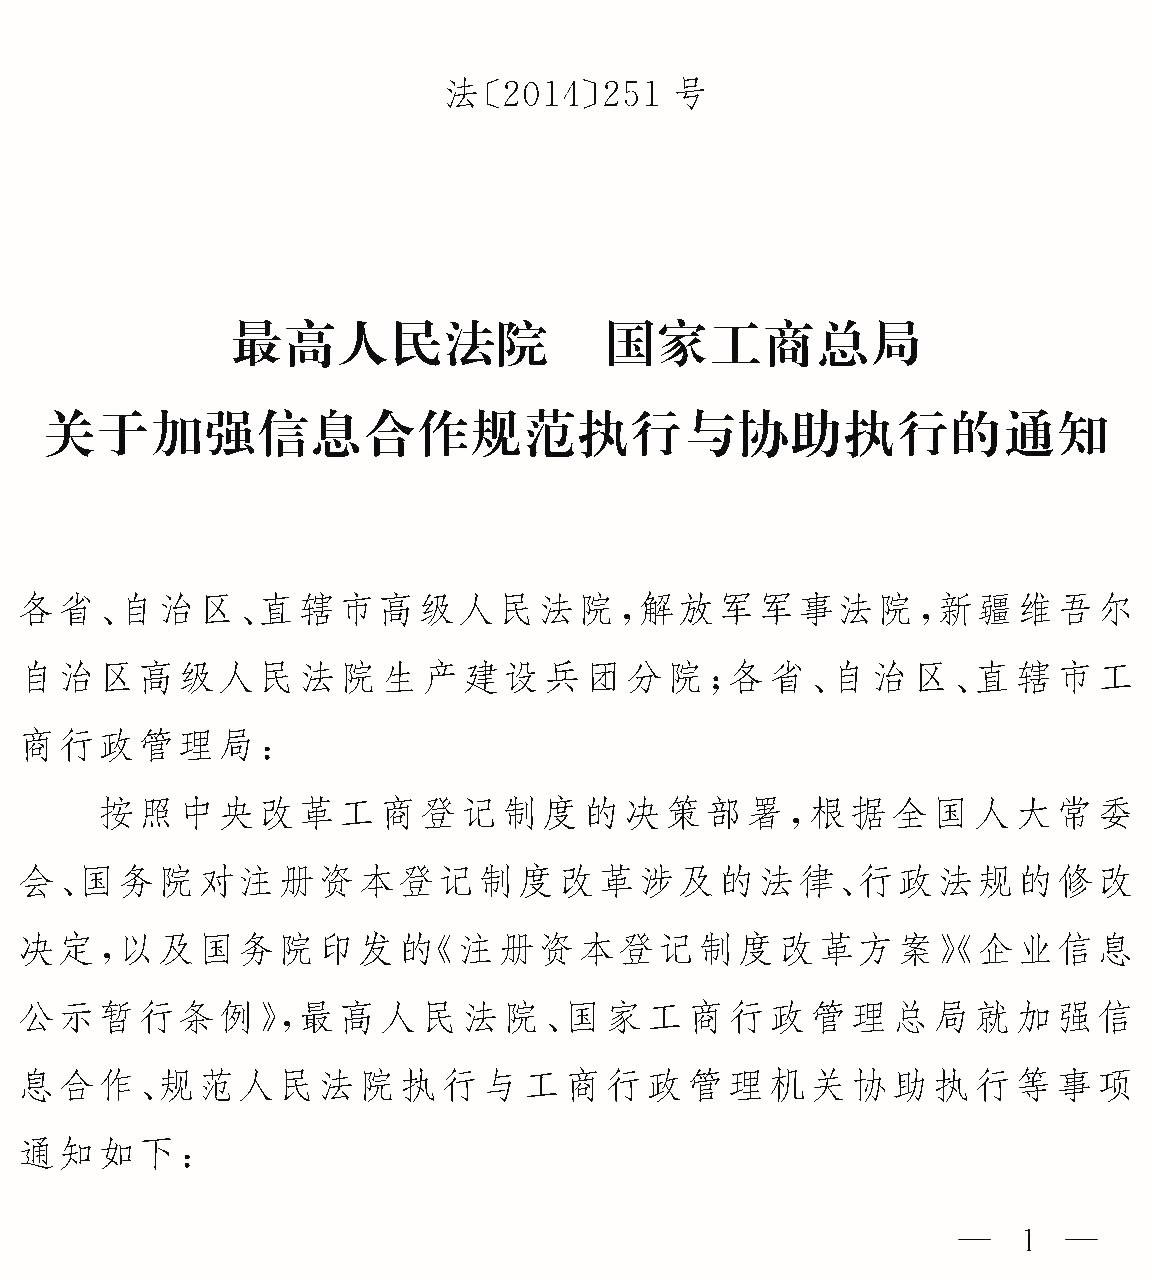 法〔2014〕251 号
最高人民法院　国家工商总局
关于加强信息合作规范执行与协助执行的通知
各省、自治区、直辖市高级人民法院,解放军军事法院,新疆维吾尔
自治区高级人民法院生产建设兵团分院;各省、自治区、直辖市工
商行政管理局:
按照中央改革工商登记制度的决策部署,根据全国人大常委
会、国务院对注册资本登记制度改革涉及的法律、行政法规的修改
决定,以及国务院印发的《注册资本登记制度改革方案》《企业信息
公示暂行条例》,最高人民法院、国家工商行政管理总局就加强信
息合作、规范人民法院执行与工商行政管理机关协助执行等事项
通知如下:
— 1 —